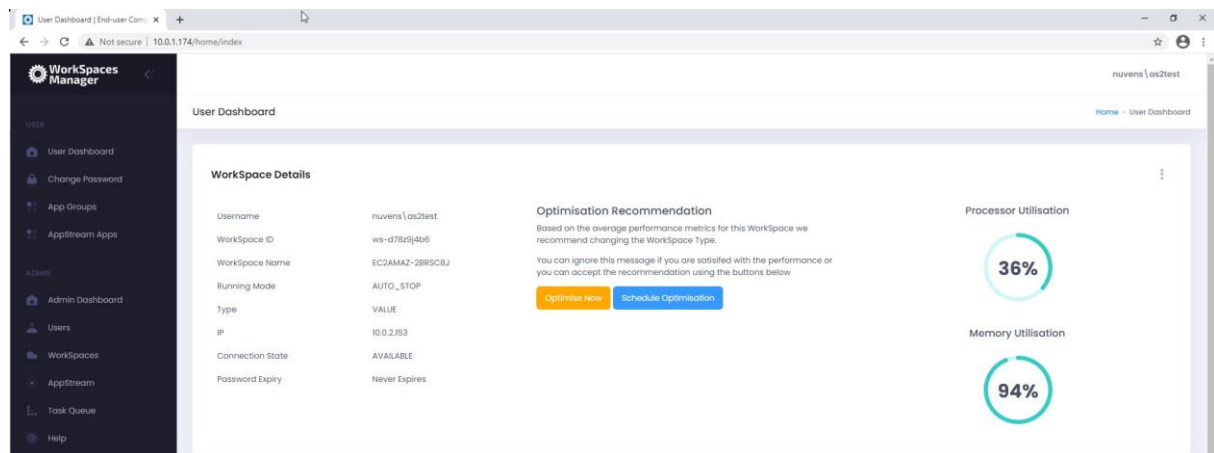 User Dashboard | End-user Comp
Not secure | 10.0.1.174/home/index
WorkSpaces
Manager
nuvens\as2test
User Dashboard
Home - User Dashboard
USER
User Dashboard
Change Password
App Groups
AppStream Apps
ADMIN
Admin Dashboard
Users
WorkSpaces
AppStream
Task Queue
Help
WorkSpace Details
Username nuvens\as2test
WorkSpace ID ws-d78z9j4b6
WorkSpace Name EC2AMAZ-2BRSCBJ
Running Mode AUTO_STOP
Type VALUE
IP 10.0.2.153
Connection State AVAILABLE
Password Expiry Never Expires
Optimisation Recommendation
Based on the average performance metrics for this WorkSpace we
recommend changing the WorkSpace Type.
You can ignore this message if you are satisifed with the performance or
you can accept the recommendation using the buttons below
Optimise Now Schedule Optimisation
Processor Utilisation
36%
Memory Utilisation
94%